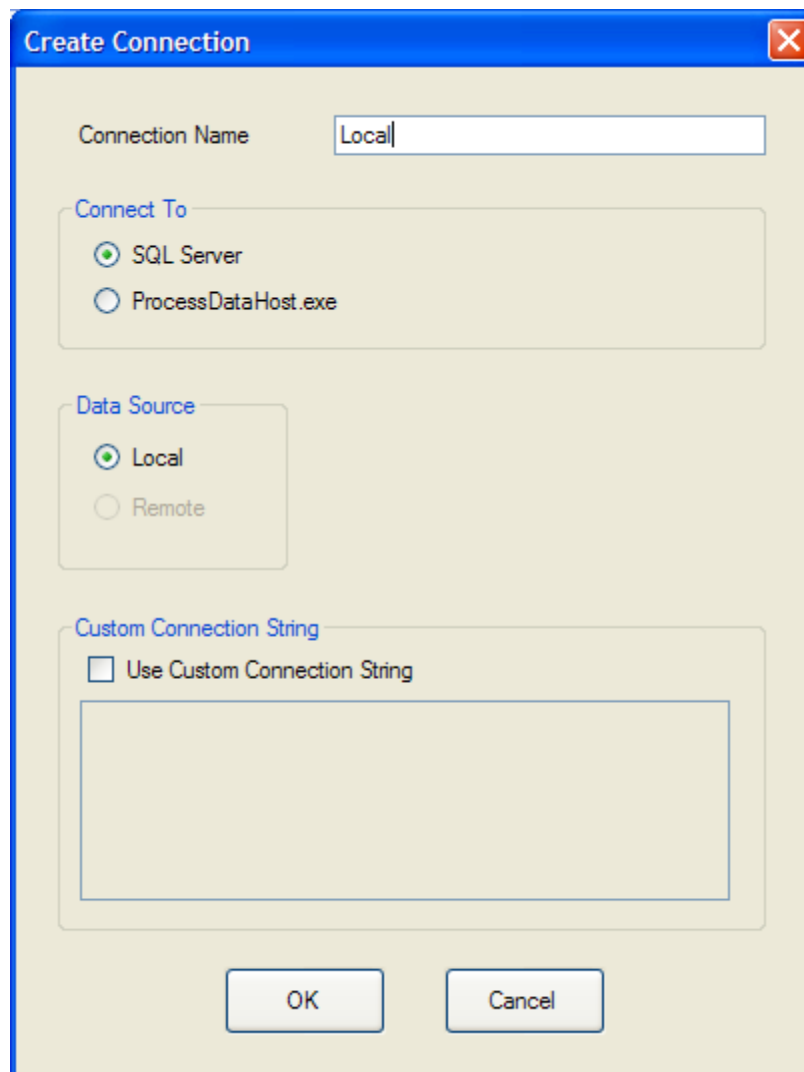 Create Connection
Connection Name Local
Connect To
SQL Server
ProcessDataHost.exe
Data Source
Local
Remote
Custom Connection String
Use Custom Connection String
OK Cancel